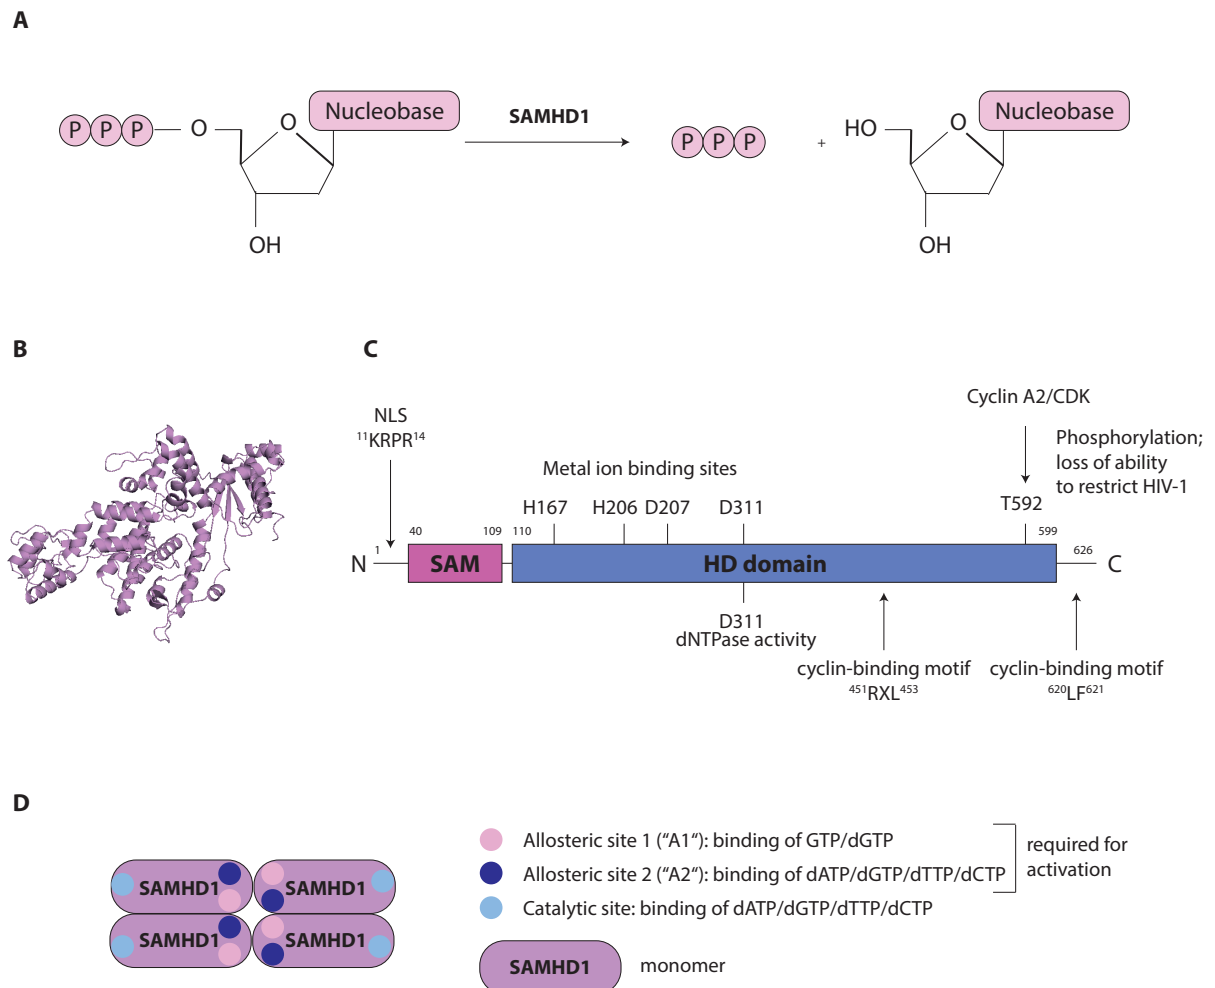 A
P P P O O Nucleobase
OH
SAMHD1
P P P + HO O Nucleobase
OH
B
C
NLS
¹¹KRPR¹⁴
Metal ion binding sites
H167 H206 D207 D311
Cyclin A2/CDK
Phosphorylation;
loss of ability
to restrict HIV-1
T592
N 1 40 SAM 109 110 HD domain 599 626 C
D311
dNTPase activity
cyclin-binding motif
⁴⁵¹RXL⁴⁵³
cyclin-binding motif
⁶²⁰LF⁶²¹
D
SAMHD1 SAMHD1
SAMHD1 SAMHD1
Allosteric site 1 (“A1“): binding of GTP/dGTP
Allosteric site 2 (“A2“): binding of dATP/dGTP/dTTP/dCTP
required for
activation
Catalytic site: binding of dATP/dGTP/dTTP/dCTP
SAMHD1 monomer